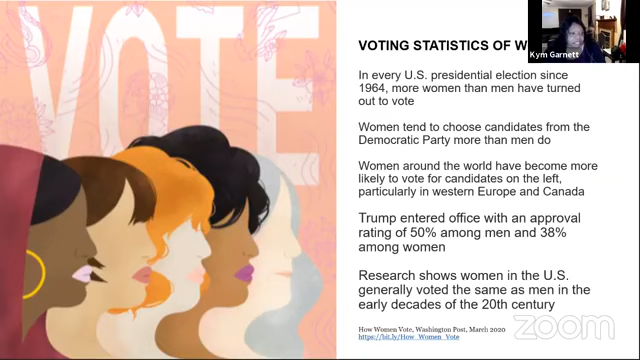 VOTE
VOTING STATISTICS OF W
Kym Garnett
In every U.S. presidential election since
1964, more women than men have turned
out to vote
Women tend to choose candidates from the
Democratic Party more than men do
Women around the world have become more
likely to vote for candidates on the left,
particularly in western Europe and Canada
Trump entered office with an approval
rating of 50% among men and 38%
among women
Research shows women in the U.S.
generally voted the same as men in the
early decades of the 20th century
How Women Vote, Washington Post, March 2020
https://bit.ly/How_Women_Vote
zoom